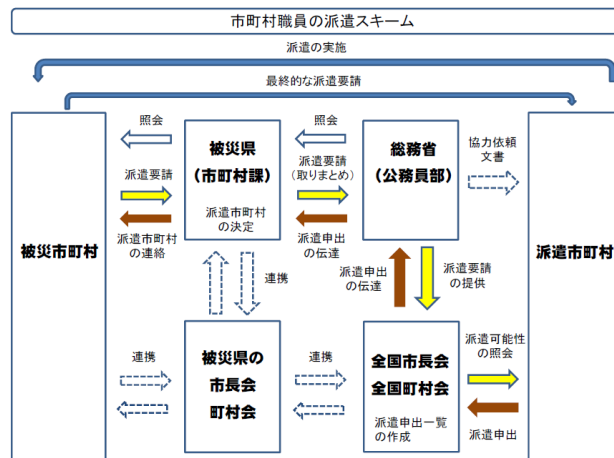 市町村職員の派遣スキーム
派遣の実施
最終的な派遣要請
照会
照会
被災県
(市町村課)
総務省
(公務員部)
協力依頼
文書
派遣要請
派遣要請
(取りまとめ)
派遣市町村
の決定
被災市町村
派遣市町村
の連絡
派遣申出
の伝達
派遣市町村
連携
派遣申出
の伝達
派遣要請
の提供
連携
被災県の
市長会
町村会
連携
全国市長会
全国町村会
派遣可能性
の照会
派遣申出一覧
の作成
派遣申出